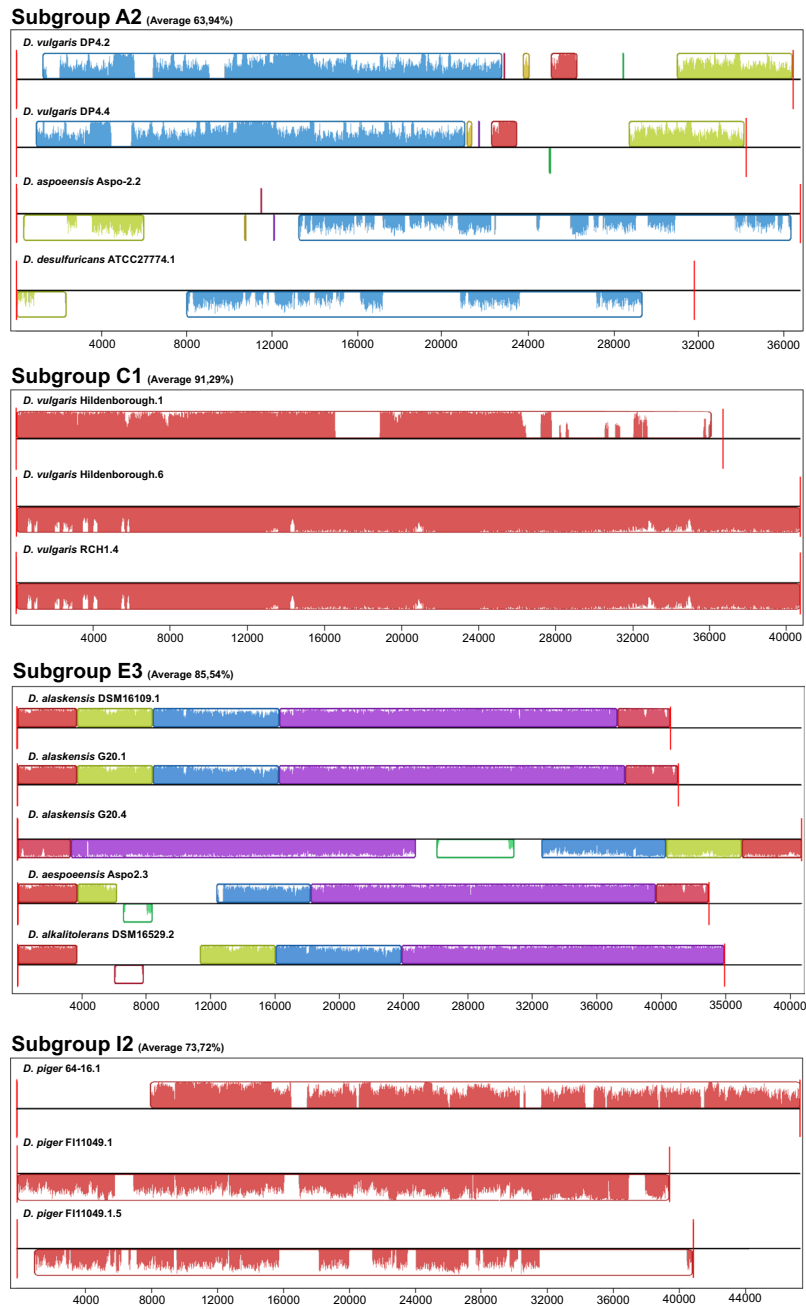 Subgroup A2 (Average 63,94%)
D. vulgaris DP4.2
D. vulgaris DP4.4
D. aspoeensis Aspo-2.2
D. desulfuricans ATCC27774.1
4000 8000 12000 16000 20000 24000 28000 32000 36000
Subgroup C1 (Average 91,29%)
D. vulgaris Hildenborough.1
D. vulgaris Hildenborough.6
D. vulgaris RCH1.4
4000 8000 12000 16000 20000 24000 28000 32000 36000 40000
Subgroup E3 (Average 85,54%)
D. alaskensis DSM16109.1
D. alaskensis G20.1
D. alaskensis G20.4
D. aespoeensis Aspo2.3
D. alkalitolerans DSM16529.2
4000 8000 12000 16000 20000 24000 28000 32000 36000 35000 40000
Subgroup I2 (Average 73,72%)
D. piger 64-16.1
D. piger FI11049.1
D. piger FI11049.1.5
4000 8000 12000 16000 20000 24000 28000 32000 36000 40000 44000